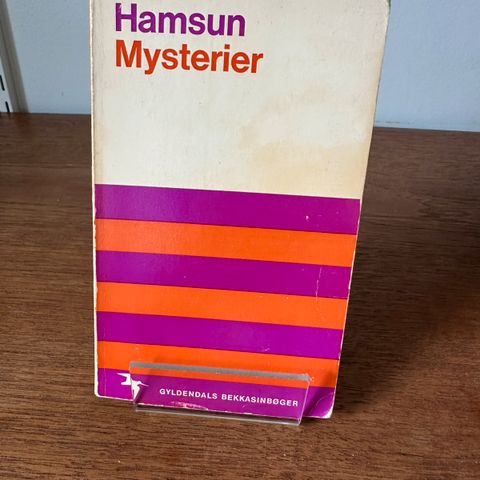 Hamsun
Mysterier
GYLDENDALS BEKKASINBØGER